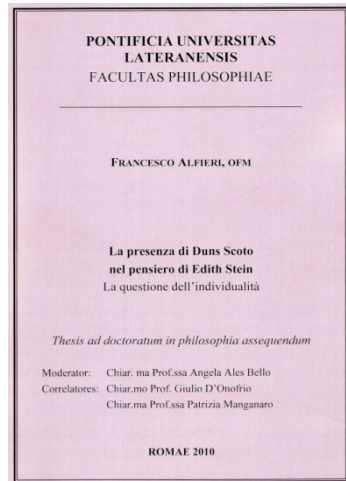 PONTIFICIA UNIVERSITAS
LATERANENSIS
FACULTAS PHILOSOPHIAE
FRANCESCO ALFIERI, OFM
La presenza di Duns Scoto
nel pensiero di Edith Stein
La questione dell'individualità
Thesis ad doctoratum in philosophia assequendum
Moderator: Chiar. ma Prof.ssa Angela Ales Bello
Correlatores: Chiar.mo Prof. Giulio D'Onofrio
Chiar.ma Prof.ssa Patrizia Manganaro
ROMAE 2010